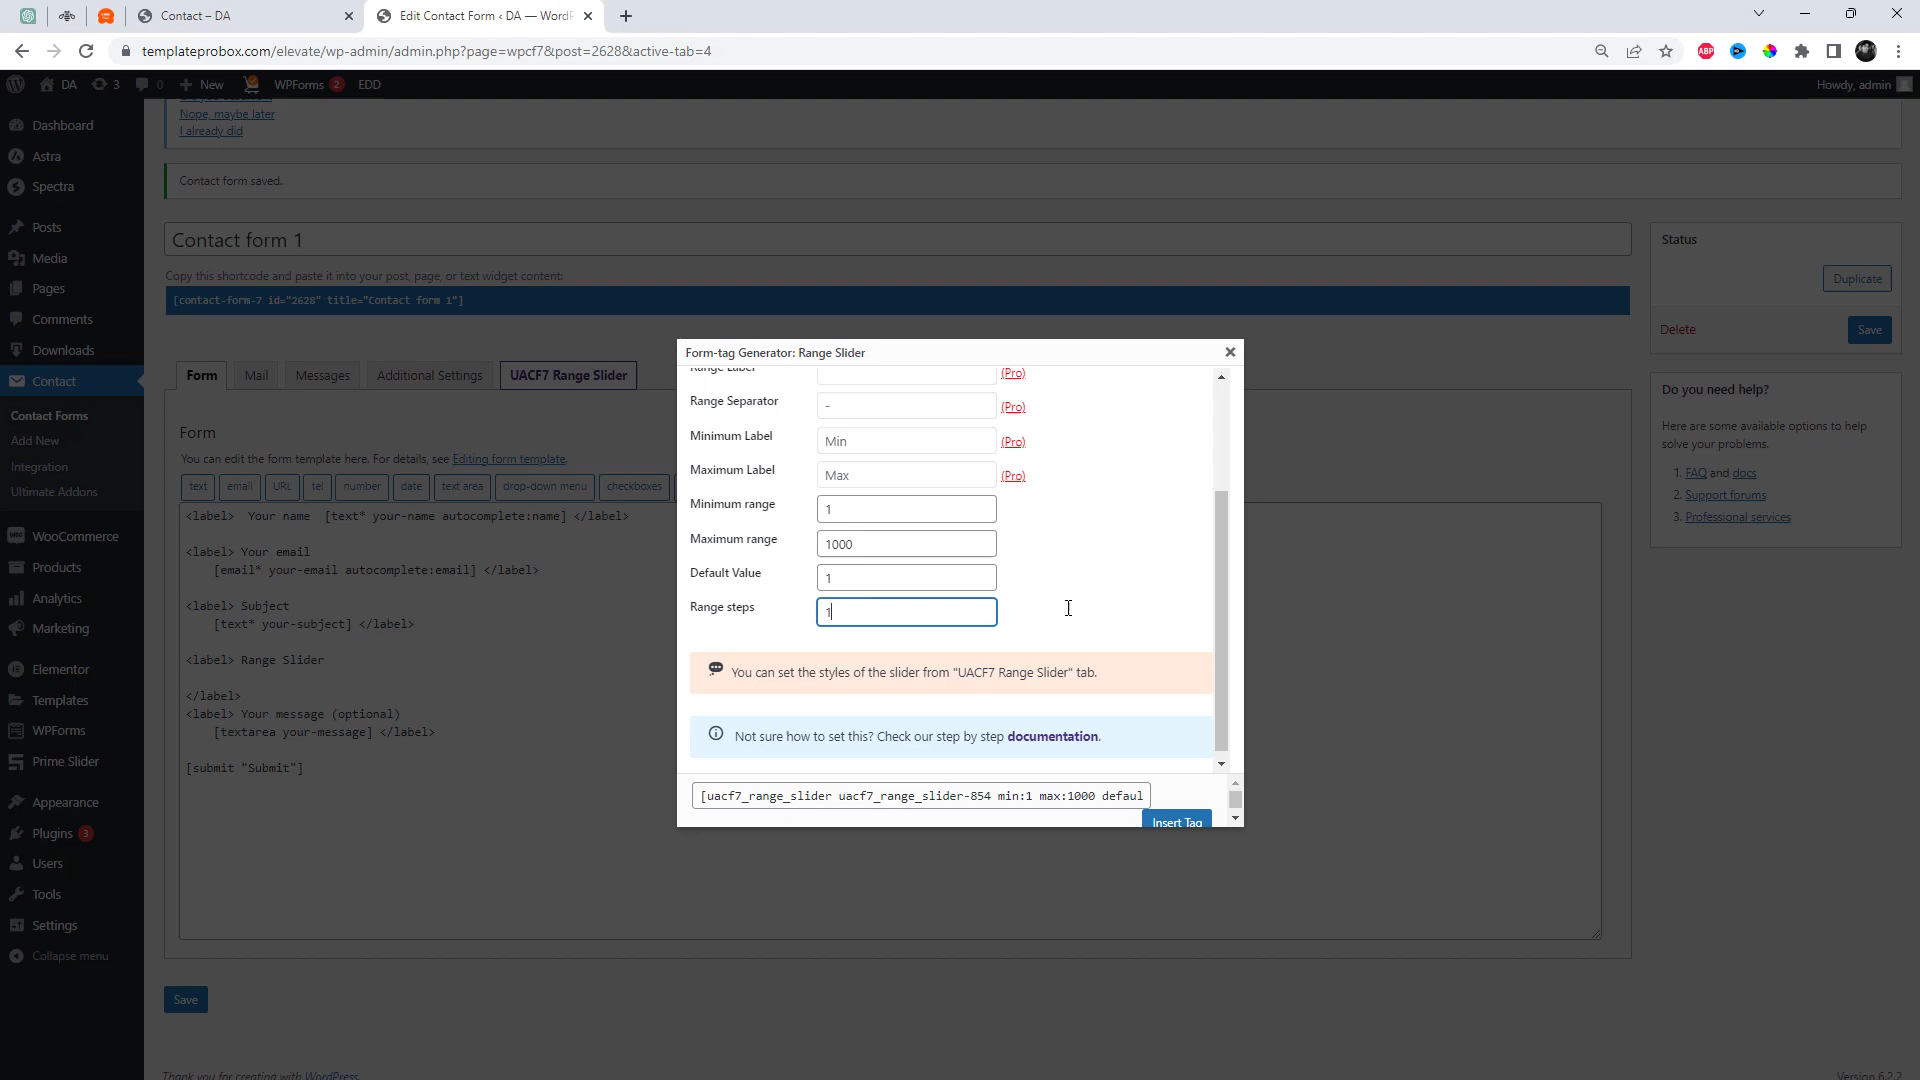 Contact – DA
Edit Contact Form ‹ DA — WordP
templateprobox.com/elevate/wp-admin/admin.php?page=wpcf7&post=2628&active-tab=4
ABP
DA
3
0
New
WPForms 2
EDD
Howdy, admin
Dashboard
Astra
Spectra
Posts
Media
Pages
Comments
Downloads
Contact
Contact Forms
Add New
Integration
Ultimate Addons
WooCommerce
Products
Analytics
Marketing
Elementor
Templates
WPForms
Prime Slider
Appearance
Plugins 3
Users
Tools
Settings
Collapse menu
Nope, maybe later
I already did
Contact form saved.
Contact form 1
Copy this shortcode and paste it into your post, page, or text widget content:
[contact-form-7 id="2628" title="Contact form 1"]
Form
Mail
Messages
Additional Settings
UACF7 Range Slider
Form
You can edit the form template here. For details, see Editing form template.
text
email
URL
tel
number
date
text area
drop-down menu
checkboxes
<label>  Your name  [text* your-name autocomplete:name] </label>
<label> Your email
[email* your-email autocomplete:email] </label>
<label> Subject
[text* your-subject] </label>
<label> Range Slider
</label>
<label> Your message (optional)
[textarea your-message] </label>
[submit "Submit"]
Save
Thank you for creating with WordPress.
Form-tag Generator: Range Slider
Range Label
(Pro)
Range Separator
-
(Pro)
Minimum Label
Min
(Pro)
Maximum Label
Max
(Pro)
Minimum range
1
Maximum range
1000
Default Value
1
Range steps
1
You can set the styles of the slider from "UACF7 Range Slider" tab.
Not sure how to set this? Check our step by step documentation.
[uacf7_range_slider uacf7_range_slider-854 min:1 max:1000 defaul
Insert Tag
Status
Duplicate
Delete
Save
Do you need help?
Here are some available options to help
solve your problems.
1. FAQ and docs
2. Support forums
3. Professional services
Version 6.2.2